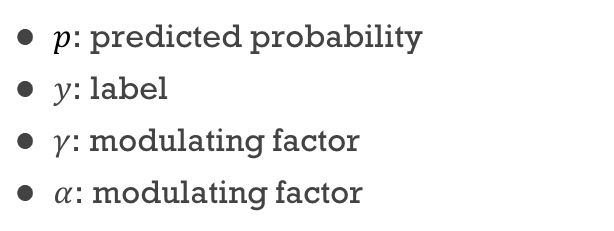 ● p: predicted probability
● y: label
● γ: modulating factor
● α: modulating factor